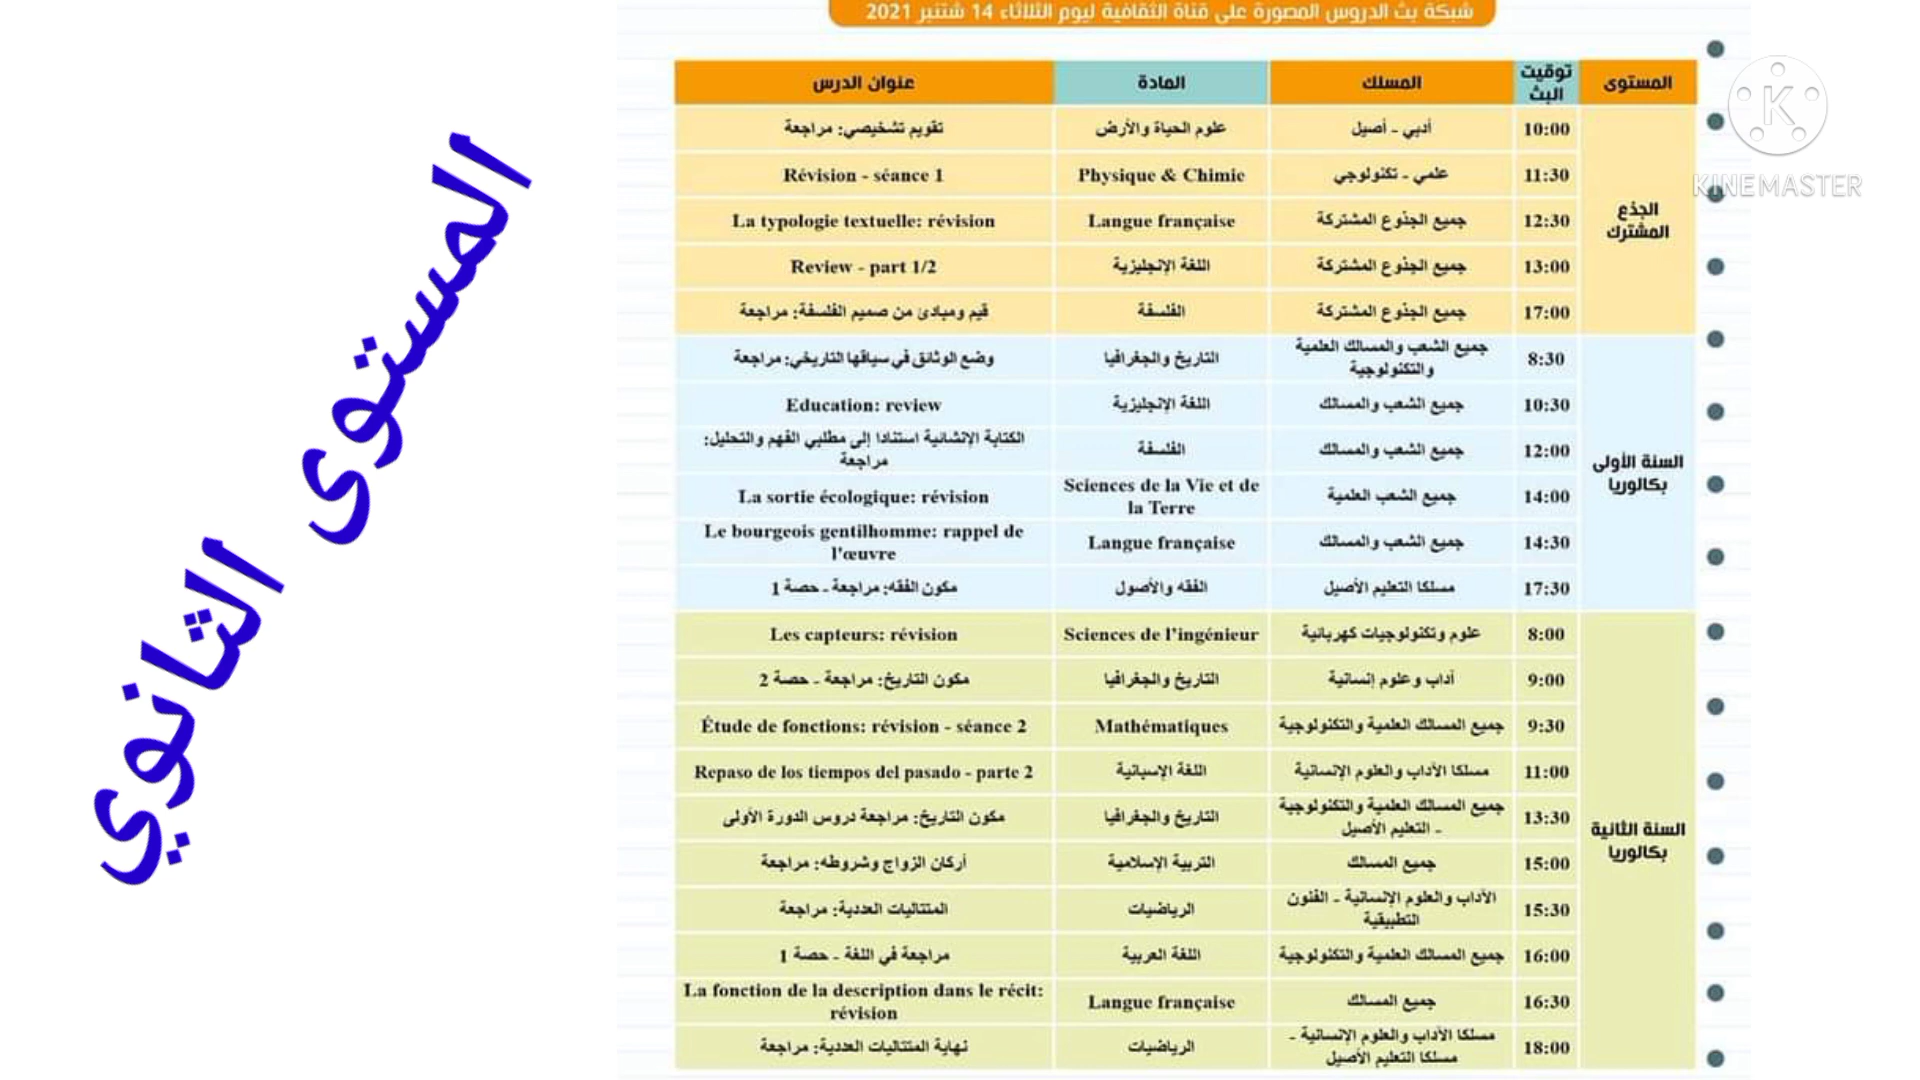 شبكة بث الدروس المصورة على قناة الثقافية ليوم الثلاثاء 14 شتنبر 2021
المستوى الثانوي
KINEMASTER
المستوى توقيت البث المسلك المادة عنوان الدرس
الجذع المشترك
10:00 أدبي - أصيل علوم الحياة والأرض تقويم تشخيصي: مراجعة
11:30 علمي - تكنولوجي Physique & Chimie Révision - séance 1
12:30 جميع الجذوع المشتركة Langue française La typologie textuelle: révision
13:00 جميع الجذوع المشتركة اللغة الإنجليزية Review - part 1/2
17:00 جميع الجذوع المشتركة الفلسفة قيم ومبادئ من صميم الفلسفة: مراجعة
السنة الأولى بكالوريا
8:30 جميع الشعب والمسالك العلمية والتكنولوجية التاريخ والجغرافيا وضع الوثائق في سياقها التاريخي: مراجعة
10:30 جميع الشعب والمسالك اللغة الإنجليزية Education: review
12:00 جميع الشعب والمسالك الفلسفة الكتابة الإنشائية استنادا إلى مطلبي الفهم والتحليل: مراجعة
14:00 جميع الشعب العلمية Sciences de la Vie et de la Terre La sortie écologique: révision
14:30 جميع الشعب والمسالك Langue française Le bourgeois gentilhomme: rappel de l'œuvre
17:30 مسلكا التعليم الأصيل الفقه والأصول مكون الفقه: مراجعة - حصة 1
السنة الثانية بكالوريا
8:00 علوم وتكنولوجيات كهربائية Sciences de l'ingénieur Les capteurs: révision
9:00 أداب وعلوم إنسانية التاريخ والجغرافيا مكون التاريخ: مراجعة - حصة 2
9:30 جميع المسالك العلمية والتكنولوجية Mathématiques Étude de fonctions: révision - séance 2
11:00 مسلكا الآداب والعلوم الإنسانية اللغة الإسبانية Repaso de los tiempos del pasado - parte 2
13:30 جميع المسالك العلمية والتكنولوجية - التعليم الأصيل التاريخ والجغرافيا مكون التاريخ: مراجعة دروس الدورة الأولى
15:00 جميع المسالك التربية الإسلامية أركان الزواج وشروطه: مراجعة
15:30 الآداب والعلوم الإنسانية - الفنون التطبيقية الرياضيات المتتاليات العددية: مراجعة
16:00 جميع المسالك العلمية والتكنولوجية اللغة العربية مراجعة في اللغة - حصة 1
16:30 جميع المسالك Langue française La fonction de la description dans le récit: révision
18:00 مسلكا الآداب والعلوم الإنسانية - مسلكا التعليم الأصيل الرياضيات نهاية المتتاليات العددية: مراجعة